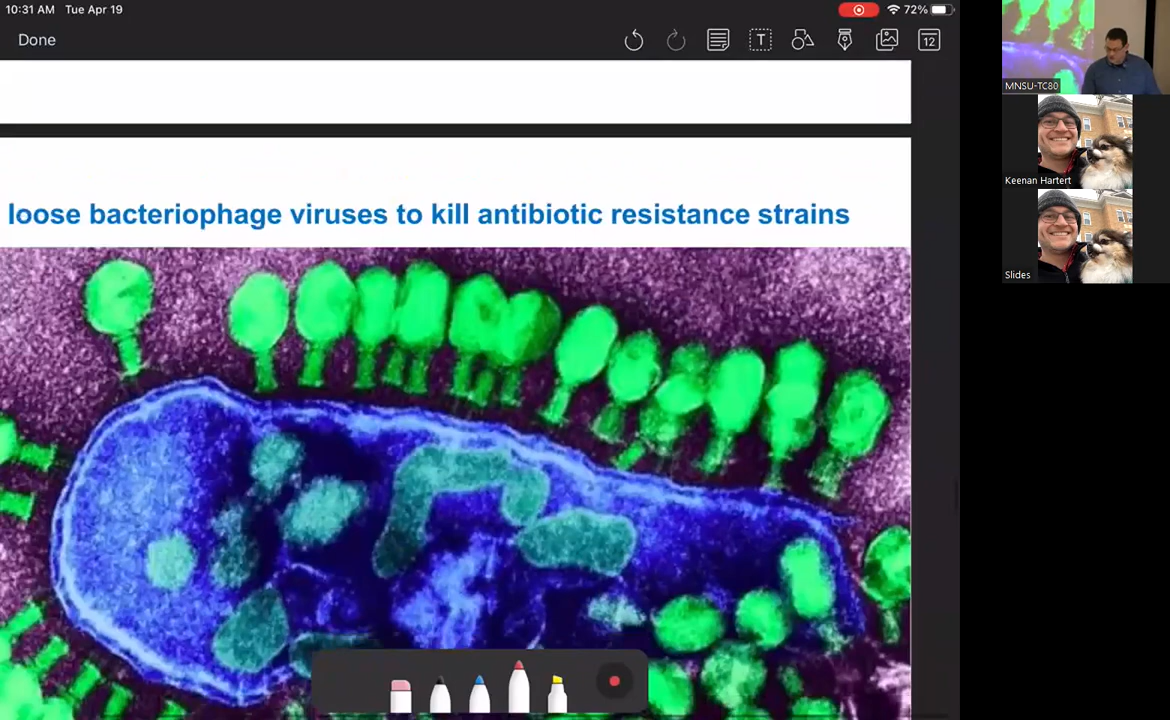 10:31 AM Tue Apr 19
72%
Done
T
12
loose bacteriophage viruses to kill antibiotic resistance strains
MNSU-TC80
Keenan Hartert
Slides